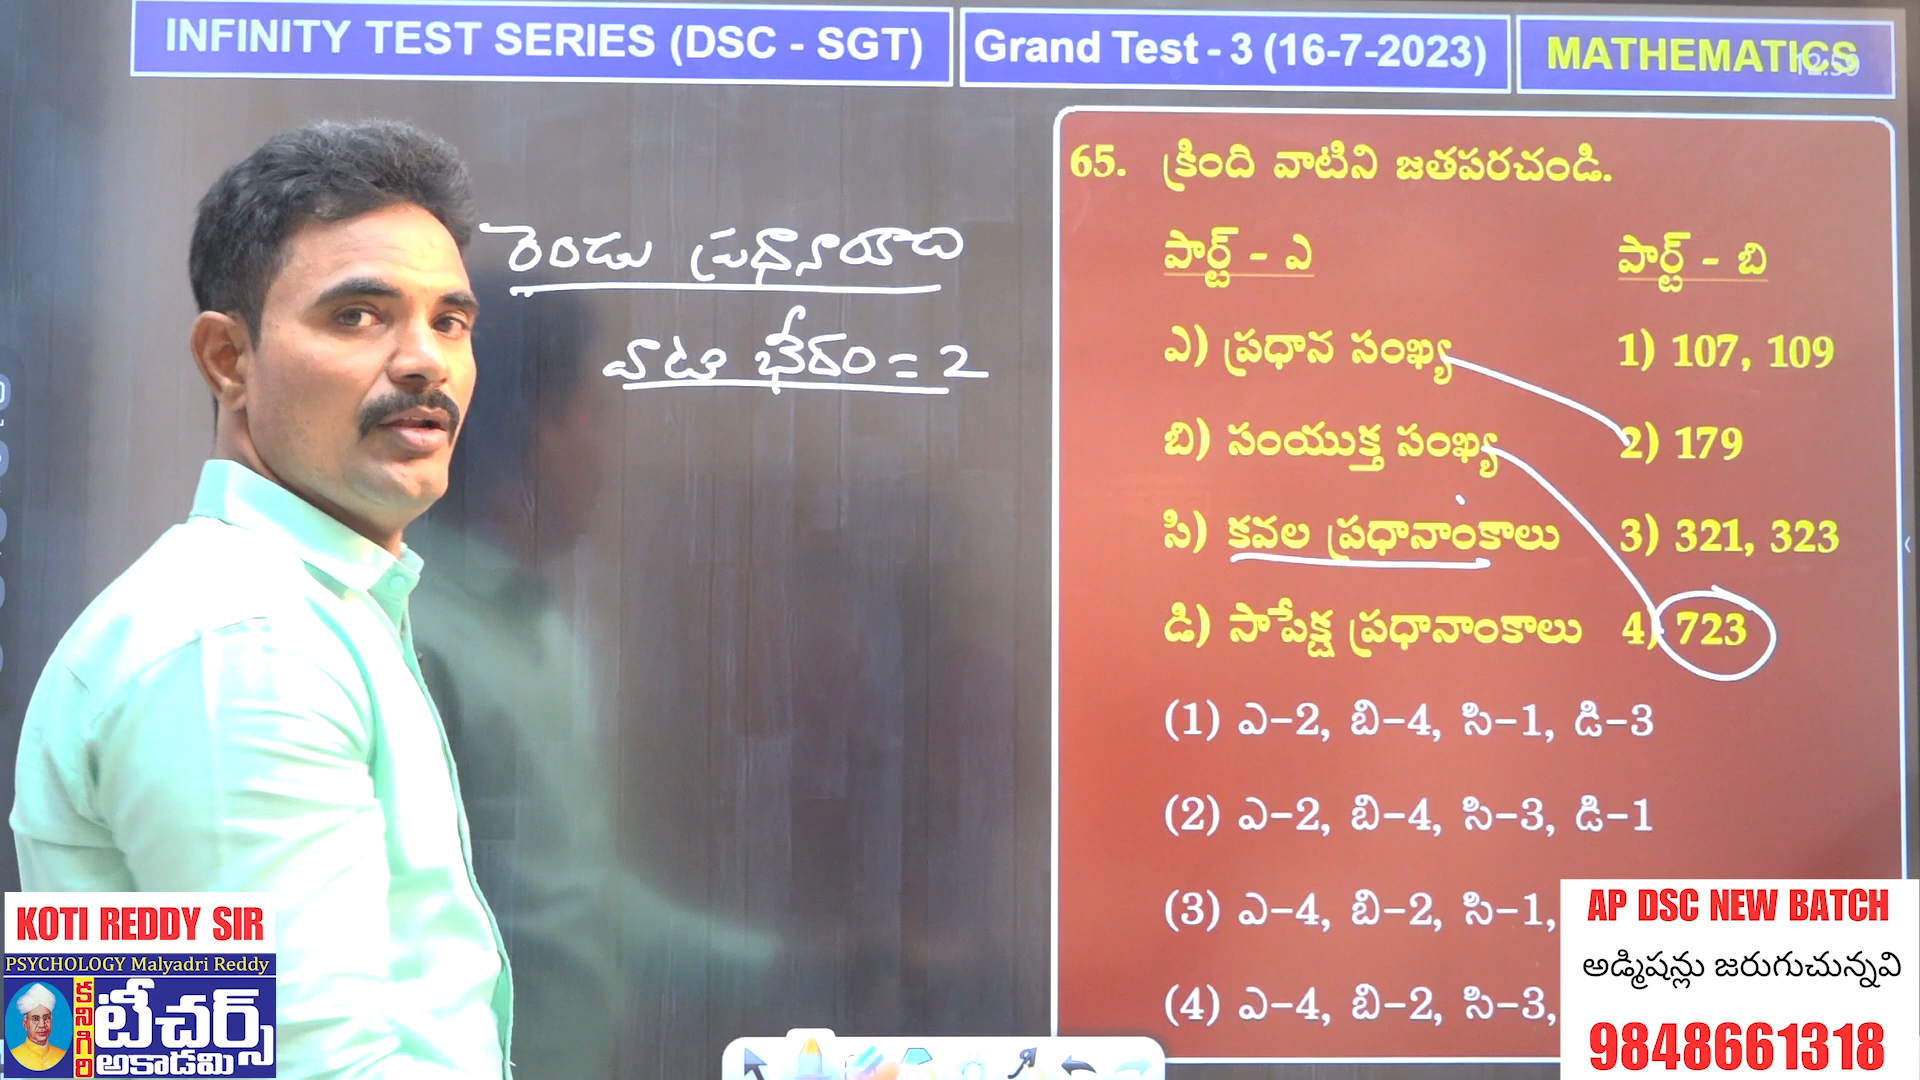 INFINITY TEST SERIES (DSC - SGT)
Grand Test - 3 (16-7-2023)
MATHEMATICS
12:59
65. క్రింది వాటిని జతపరచండి.
పార్ట్ - ఎ
పార్ట్ - బి
ఎ) ప్రధాన సంఖ్య
1) 107, 109
బి) సంయుక్త సంఖ్య
2) 179
సి) కవల ప్రధానాంకాలు
3) 321, 323
డి) సాపేక్ష ప్రధానాంకాలు
4) 723
(1) ఎ-2, బి-4, సి-1, డి-3
(2) ఎ-2, బి-4, సి-3, డి-1
(3) ఎ-4, బి-2, సి-1,
(4) ఎ-4, బి-2, సి-3,
రెండు
భేదం = 2
KOTI REDDY SIR
PSYCHOLOGY Malyadri Reddy
కనిగిరి
టీచర్స్
అకాడమి
AP DSC NEW BATCH
అడ్మిషన్లు జరుగుచున్నవి
9848661318